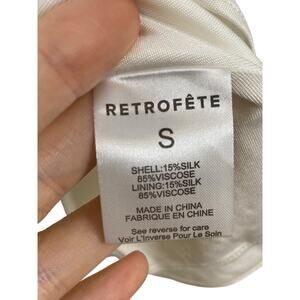 RETROFÊTE
S
SHELL:15%SILK
85%VISCOSE
LINING:15%SILK
85%VISCOSE
MADE IN CHINA
FABRIQUE EN CHINE
See reverse for care
Voir L'Inverse Pour Le Soin